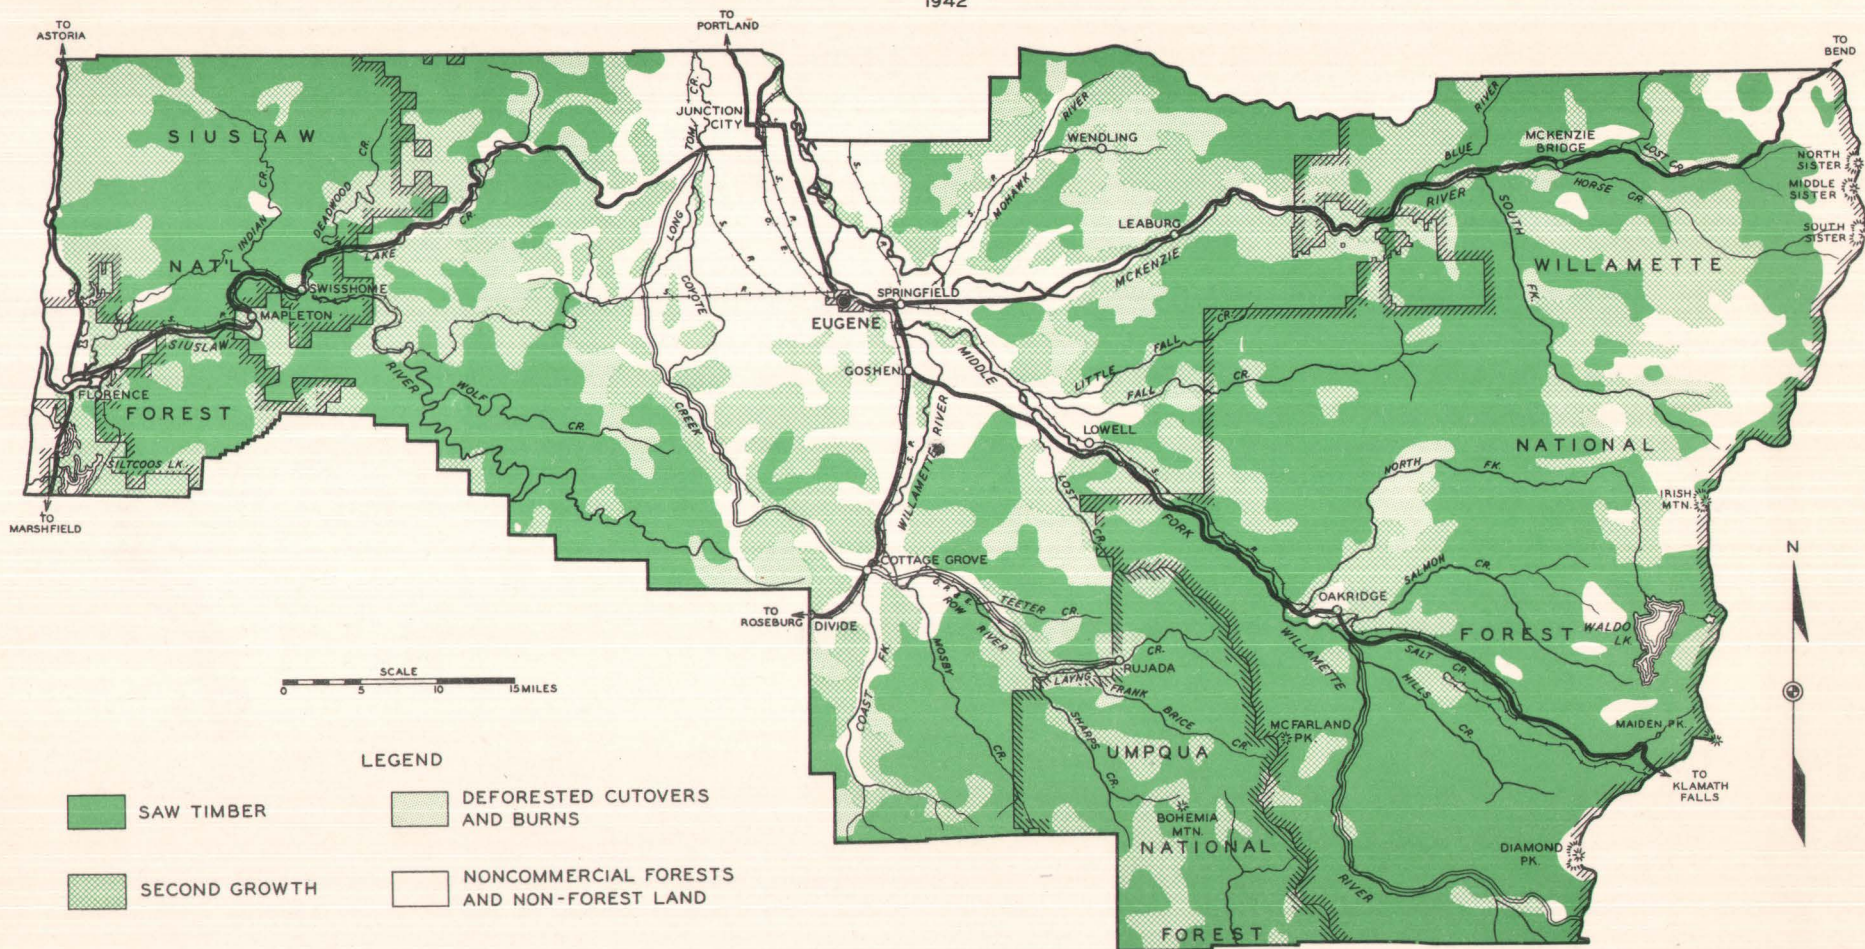 1942
TO
ASTORIA
TO
PORTLAND
TO
BEND
SIUSLAW
NAT'L
FOREST
INDIAN CR.
DEADWOOD CR.
LAKE CR.
SWISSHOME
MAPLETON
SIUSLAW
RIVER
S. P.
FLORENCE
SILTCOOS LK.
TO
MARSHFIELD
WOLF CR.
JUNCTION
CITY
LONG TOM CR.
COYOTE
CREEK
S. P.
O. E.
S. R.
S. P.
EUGENE
SPRINGFIELD
GOSHEN
MOHAWK RIVER
WENDLING
LEABURG
MCKENZIE
RIVER
BLUE RIVER
MCKENZIE
BRIDGE
LOST CR.
HORSE CR.
SOUTH FK.
NORTH
SISTER
MIDDLE
SISTER
SOUTH
SISTER
WILLAMETTE
NATIONAL
FOREST
MIDDLE
FORK
WILLAMETTE
RIVER
LITTLE FALL CR.
FALL CR.
LOWELL
LOST CR.
NORTH FK.
IRISH
MTN.
SALMON CR.
OAKRIDGE
WALDO
LK.
SALT CR.
HILLS CR.
MAIDEN PK.
TO
KLAMATH
FALLS
DIAMOND
PK.
WILLAMETTE RIVER
S. P.
COTTAGE GROVE
TO
ROSEBURG
DIVIDE
COAST FK
O. P. & E.
ROW RIVER
TEETER CR.
MOSBY CR.
RUJADA
LAYNG CR.
FRANK BRICE CR.
SHARPS CR.
MCFARLAND
PK.
UMPQUA
BOHEMIA
MTN.
NATIONAL
FOREST
N
SCALE
0 5 10 15 MILES
LEGEND
SAW TIMBER
DEFORESTED CUTOVERS
AND BURNS
SECOND GROWTH
NONCOMMERCIAL FORESTS
AND NON-FOREST LAND